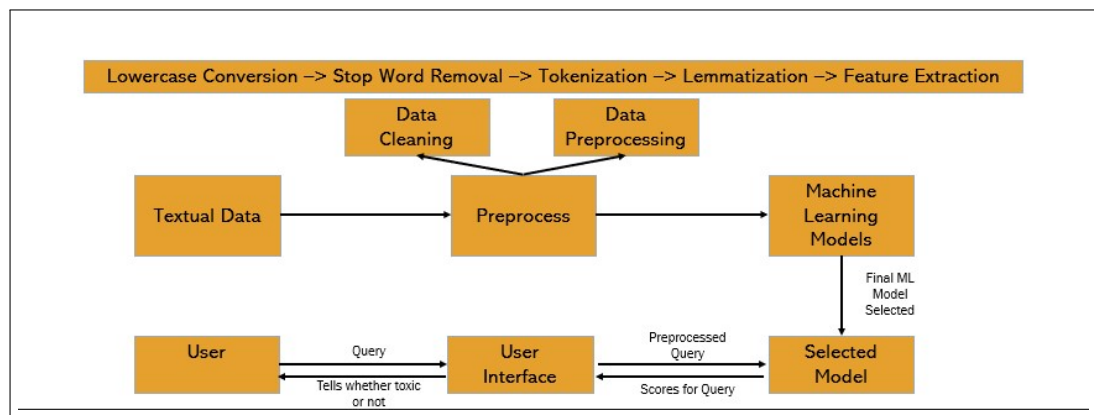 Lowercase Conversion –> Stop Word Removal –> Tokenization –> Lemmatization –> Feature Extraction
Data
Cleaning
Data
Preprocessing
Textual Data
Preprocess
Machine
Learning
Models
Final ML
Model
Selected
User
Query
Tells whether toxic
or not
User
Interface
Preprocessed
Query
Scores for Query
Selected
Model